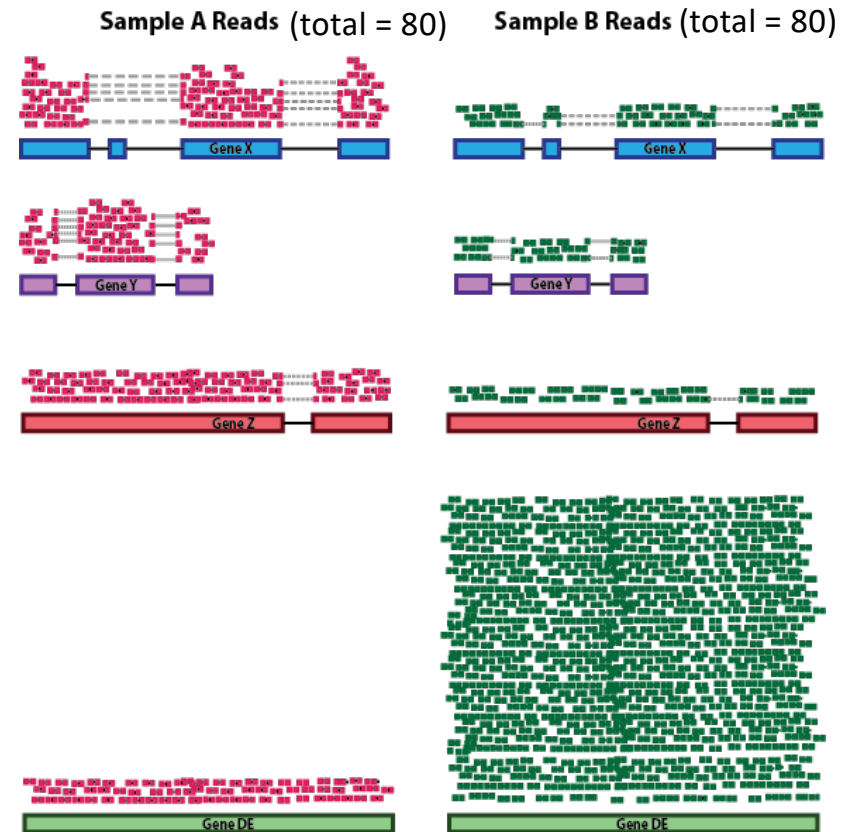 Sample A Reads (total = 80) Sample B Reads (total = 80)
Gene X Gene X
Gene Y Gene Y
Gene Z Gene Z
Gene DE Gene DE